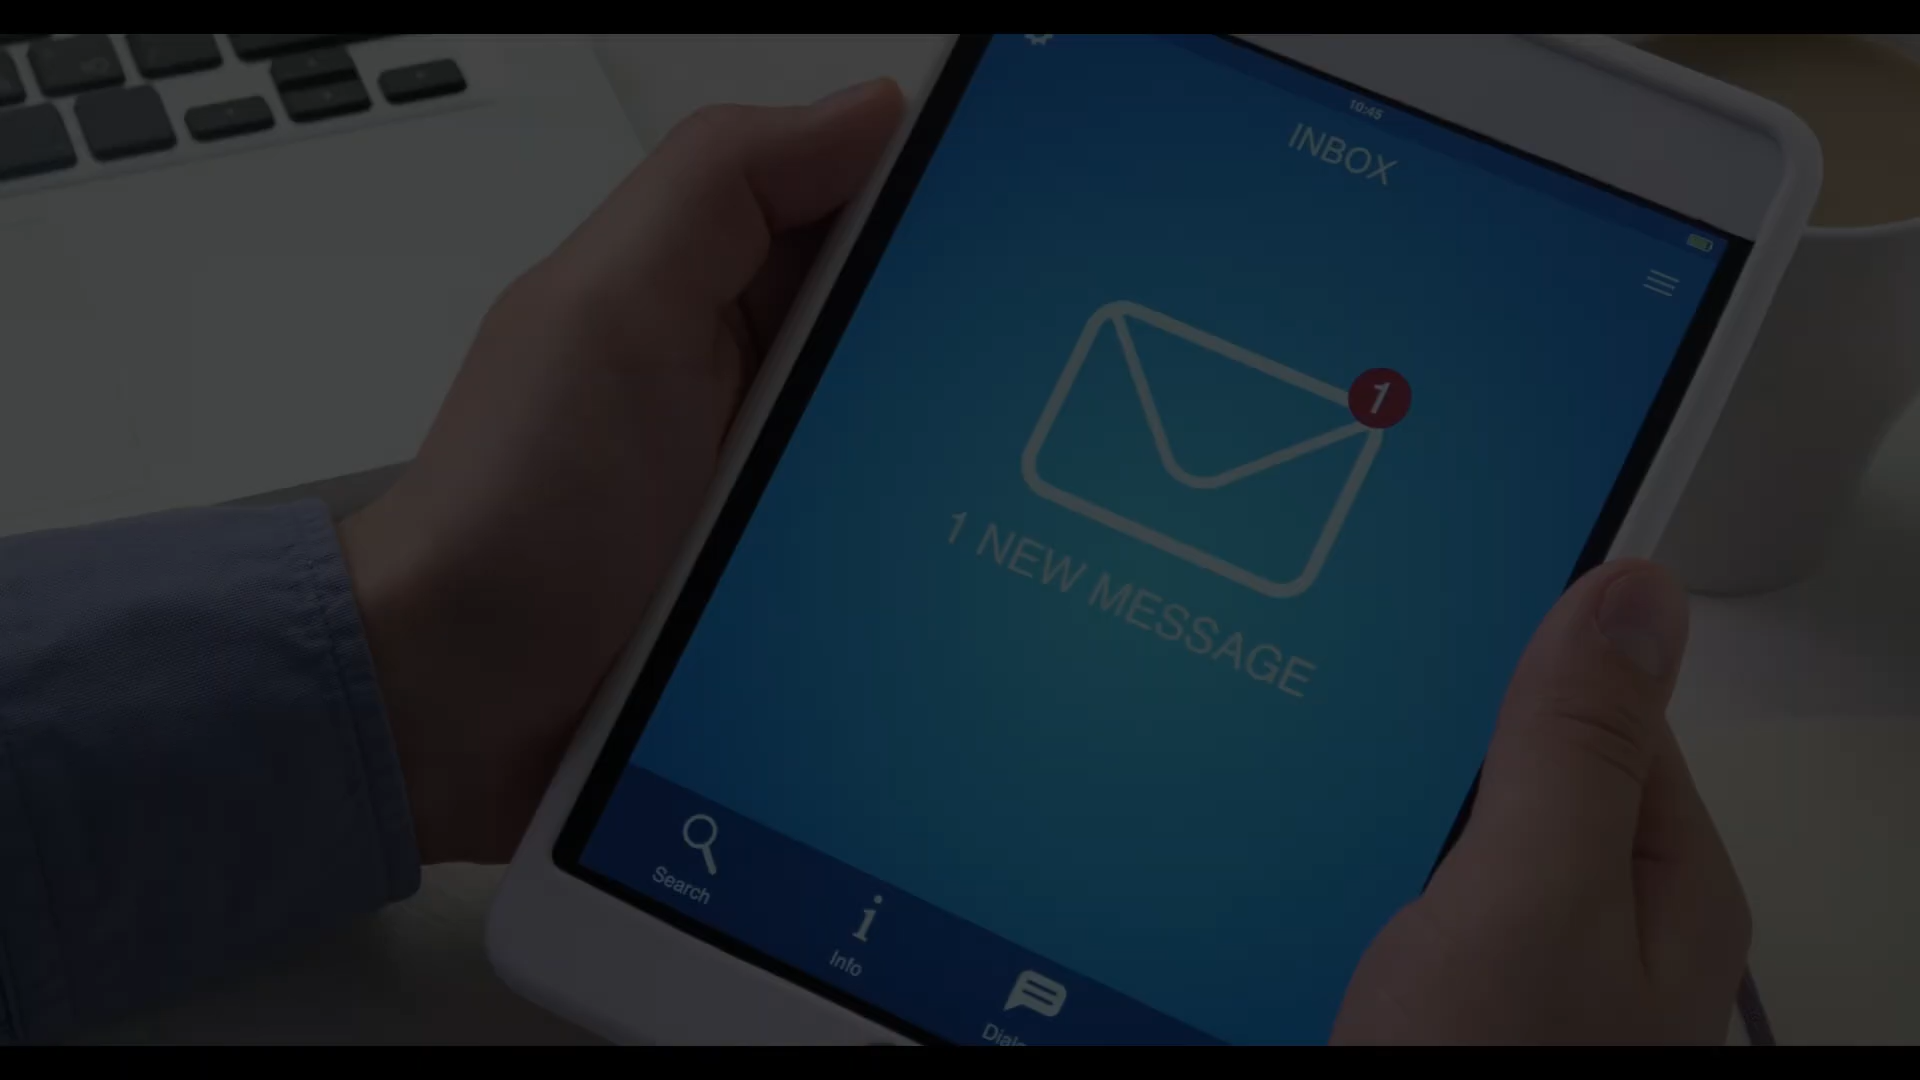 10:45
INBOX
1
1 NEW MESSAGE
Search
Info